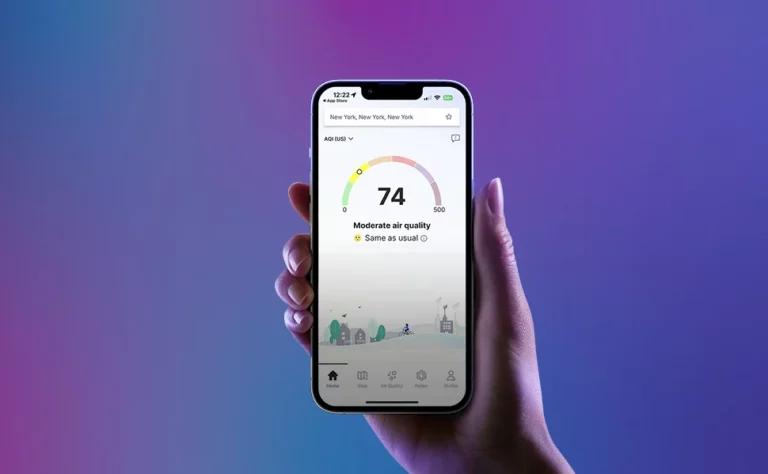 12:22
◀ App Store
New York, New York, New York
AQI (US)
74
0
500
Moderate air quality
Same as usual
Home
Map
Air Quality
Pollen
Profile